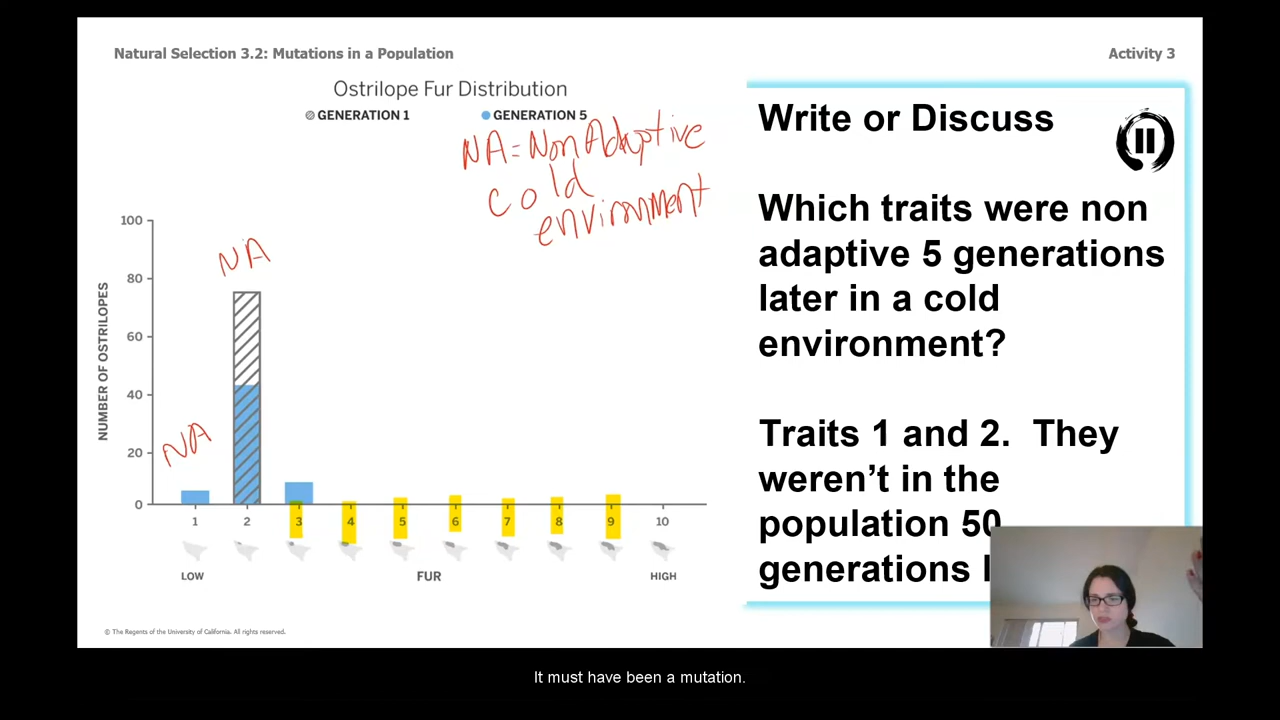 Natural Selection 3.2: Mutations in a Population
Activity 3
Ostrilope Fur Distribution
GENERATION 1
GENERATION 5
NA = Non Adaptive
cold
environment
NUMBER OF OSTRILOPES
100
80
60
40
20
0
NA
NA
1 2 3 4 5 6 7 8 9 10
LOW
FUR
HIGH
© The Regents of the University of California. All rights reserved.
Write or Discuss
Which traits were non
adaptive 5 generations
later in a cold
environment?
Traits 1 and 2. They
weren’t in the
population 50
generations
It must have been a mutation.